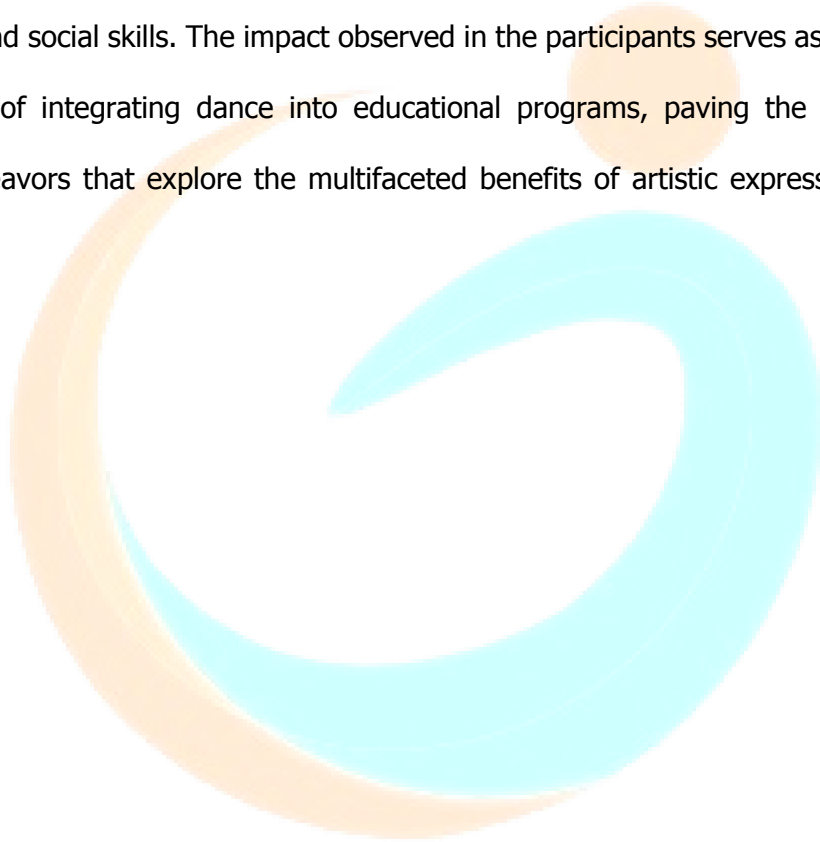 nd social skills. The impact observed in the participants serves as
of integrating dance into educational programs, paving the
avors that explore the multifaceted benefits of artistic express